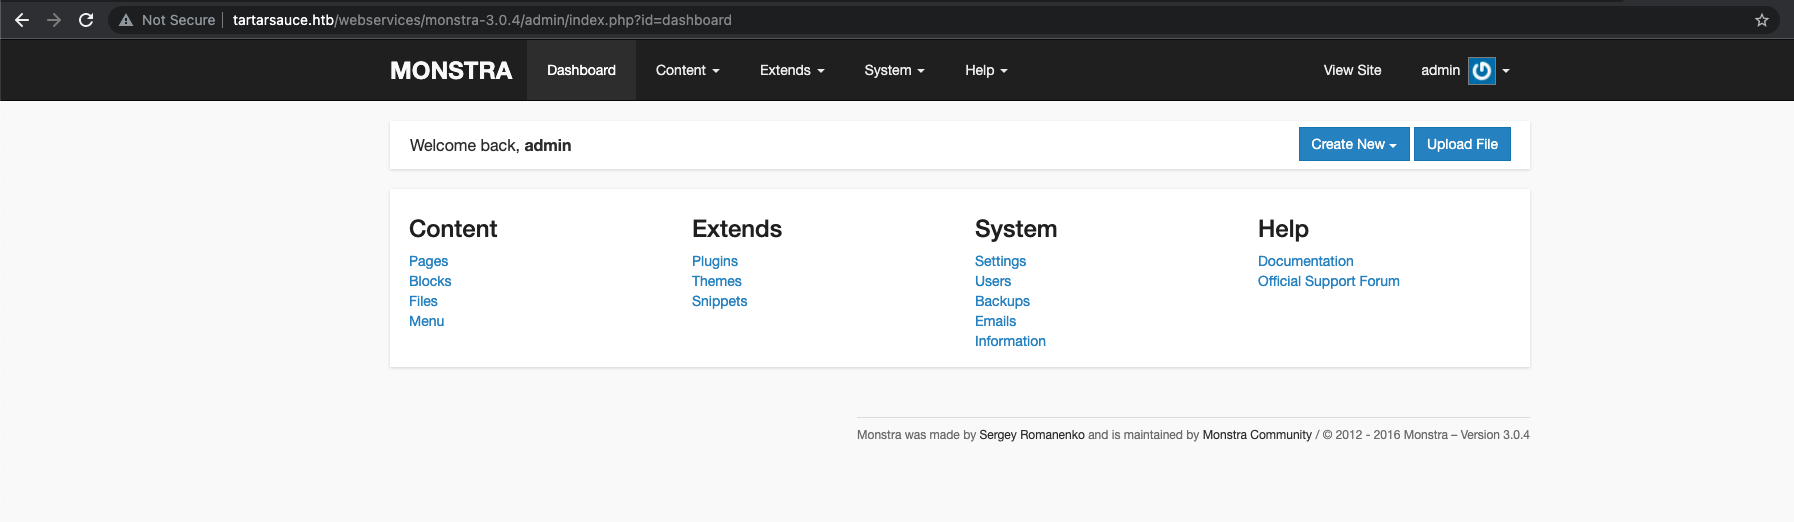 Not Secure | tartarsauce.htb/webservices/monstra-3.0.4/admin/index.php?id=dashboard
MONSTRA Dashboard Content Extends System Help View Site admin
Welcome back, admin Create New Upload File
Content Extends System Help
Pages Plugins Settings Documentation
Blocks Themes Users Official Support Forum
Files Snippets Backups
Menu Emails
Information
Monstra was made by Sergey Romanenko and is maintained by Monstra Community / © 2012 - 2016 Monstra – Version 3.0.4